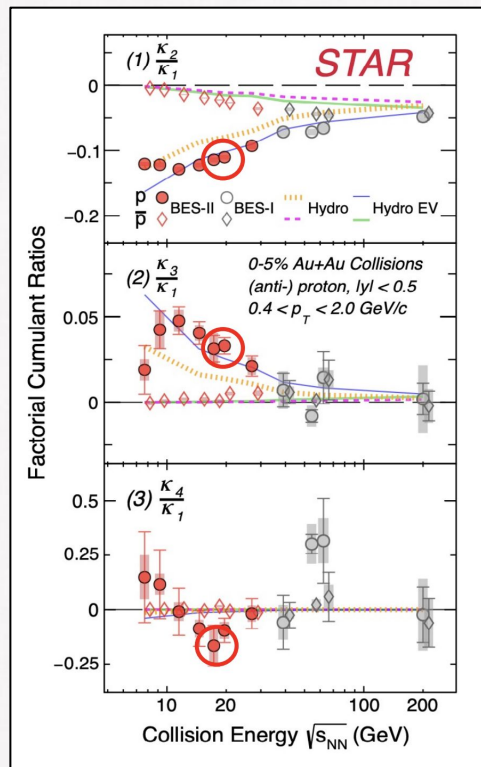 (1) κ₂/κ₁
STAR
0
−0.1
−0.2
p
p̄
BES-II
BES-I
Hydro
Hydro EV
(2) κ₃/κ₁
0-5% Au+Au Collisions
(anti-) proton, |y| < 0.5
0.4 < p_T < 2.0 GeV/c
0.05
0
Factorial Cumulant Ratios
(3) κ₄/κ₁
0.5
0.25
0
−0.25
10
20
100
200
Collision Energy √s_NN (GeV)